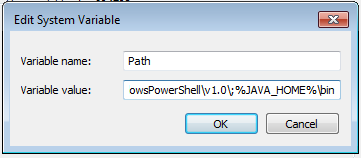 Edit System Variable
Variable name: Path
Variable value: owsPowerShell\v1.0\;%JAVA_HOME%\bin
OK Cancel